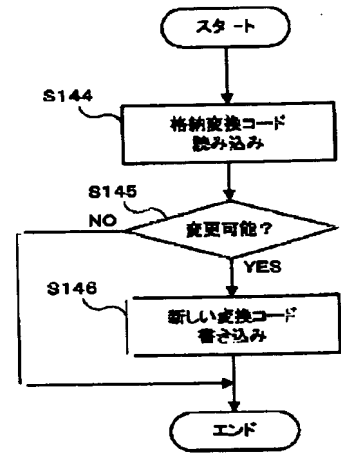 スタート
S144
格納変換コード
読み込み
S145
NO
変更可能?
YES
S146
新しい変換コード
書き込み
エンド